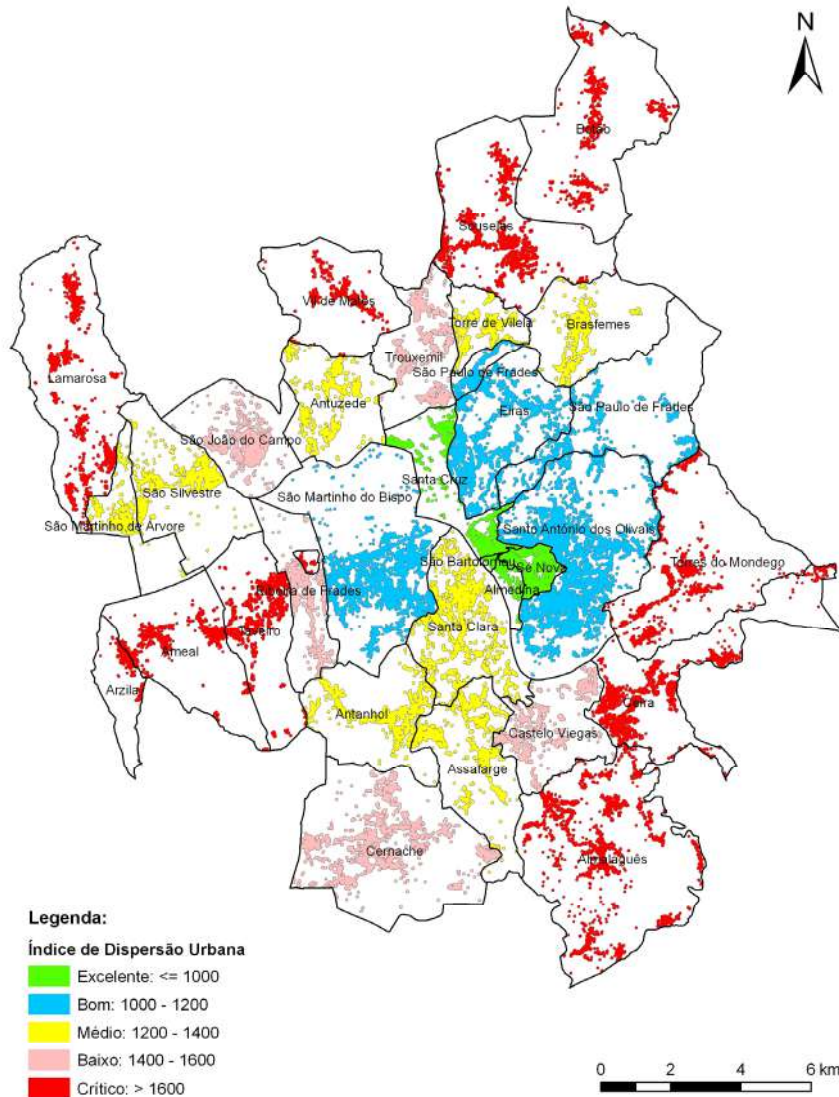 N
Botão
Souselas
Vil de Matos
Torre de Vilela
Brasfemes
Trouxemil
São Paulo de Frades
Lamarosa
Antuzede
Eiras
São Paulo de Frades
São João do Campo
Santa Cruz
São Silvestre
São Martinho do Bispo
São Martinho de Árvore
Santo António dos Olivais
São Bartolomeu
Sé Nova
Torres do Mondego
Almedina
Ribeira de Frades
Santa Clara
Taveiro
Ameal
Arzila
Ceira
Antanhol
Castelo Viegas
Assafarge
Cernache
Almalaguês
Legenda:
Índice de Dispersão Urbana
Excelente: <= 1000
Bom: 1000 - 1200
Médio: 1200 - 1400
Baixo: 1400 - 1600
Crítico: > 1600
0 2 4 6 km